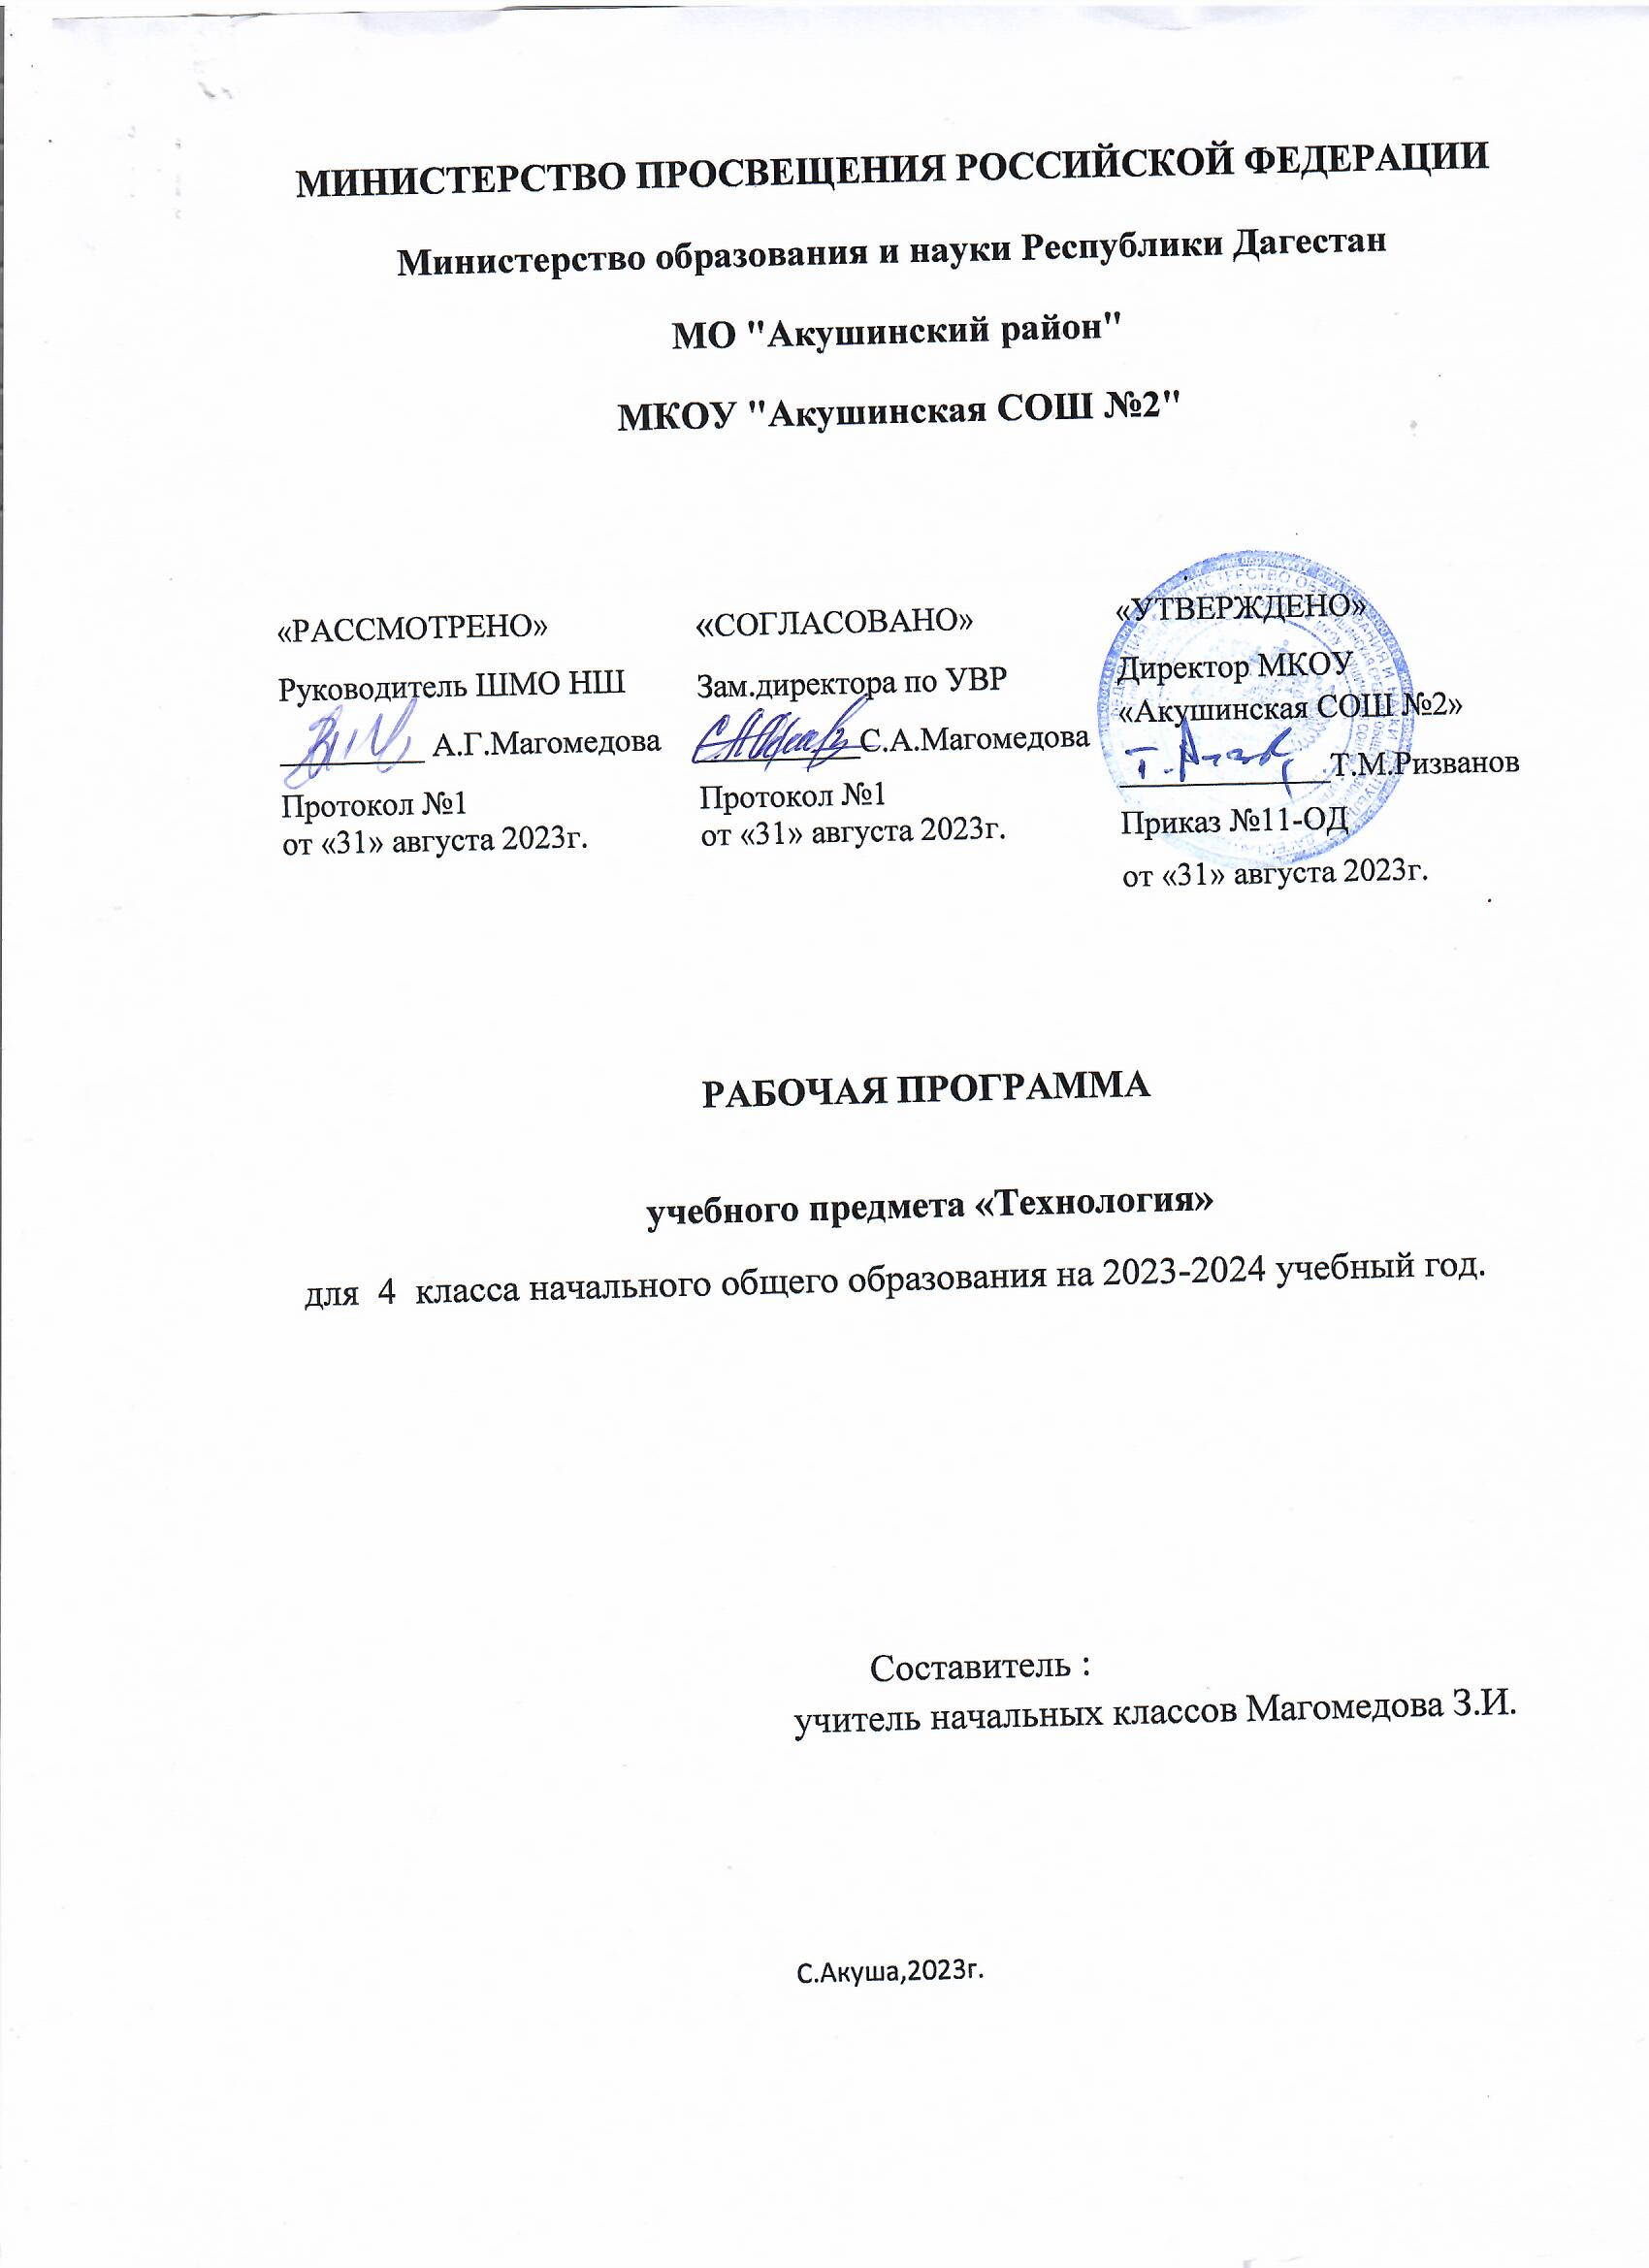 МИНИСТЕРСТВО ПРОСВЕЩЕНИЯ РОССИЙСКОЙ ФЕДЕРАЦИИ
Министерство образования и науки Республики Дагестан
МО "Акушинский район"
МКОУ "Акушинская СОШ №2"
«РАССМОТРЕНО»
Руководитель ШМО НШ
_________ А.Г.Магомедова
Протокол №1
от «31» августа 2023г.
«СОГЛАСОВАНО»
Зам.директора по УВР
__________С.А.Магомедова
Протокол №1
от «31» августа 2023г.
«УТВЕРЖДЕНО»
Директор МКОУ
«Акушинская СОШ №2»
_____________Т.М.Ризванов
Приказ №11-ОД
от «31» августа 2023г.
РАБОЧАЯ ПРОГРАММА
учебного предмета «Технология»
для 4 класса начального общего образования на 2023-2024 учебный год.
Составитель :
учитель начальных классов Магомедова З.И.
С.Акуша,2023г.